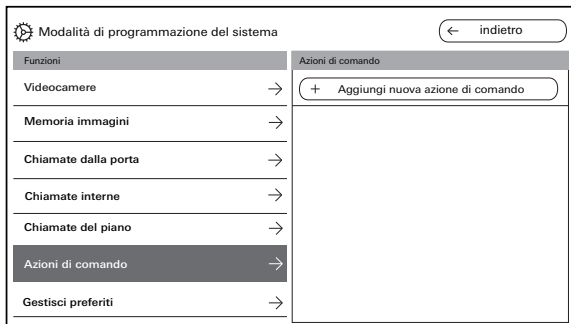 Modalità di programmazione del sistema
← indietro
Funzioni
Azioni di comando
Videocamere
+ Aggiungi nuova azione di comando
Memoria immagini
Chiamate dalla porta
Chiamate interne
Chiamate del piano
Azioni di comando
Gestisci preferiti